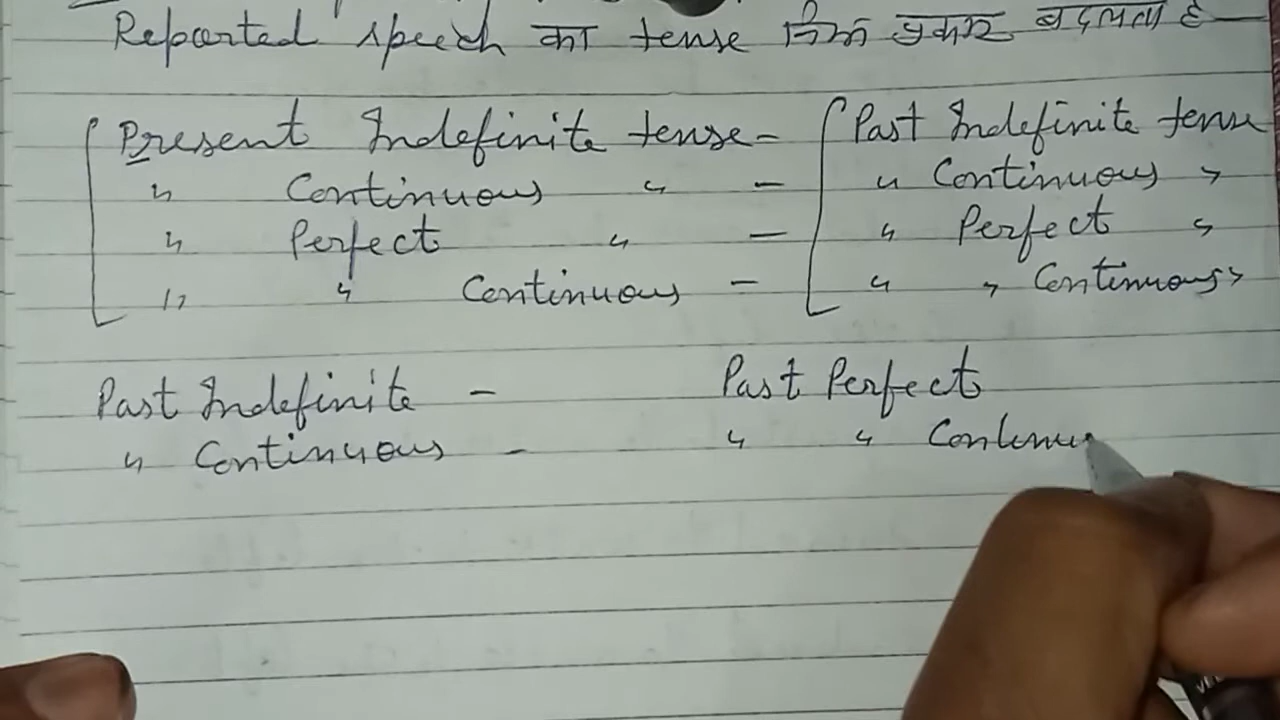 Reported speech का tense निम्न प्रकार बदलता है—
Present Indefinite tense - Past Indefinite tense
" Continuous " - " Continuous "
" Perfect " - " Perfect "
" " Continuous - " " Continuous "
Past Indefinite - Past Perfect
" Continuous - " " Continu